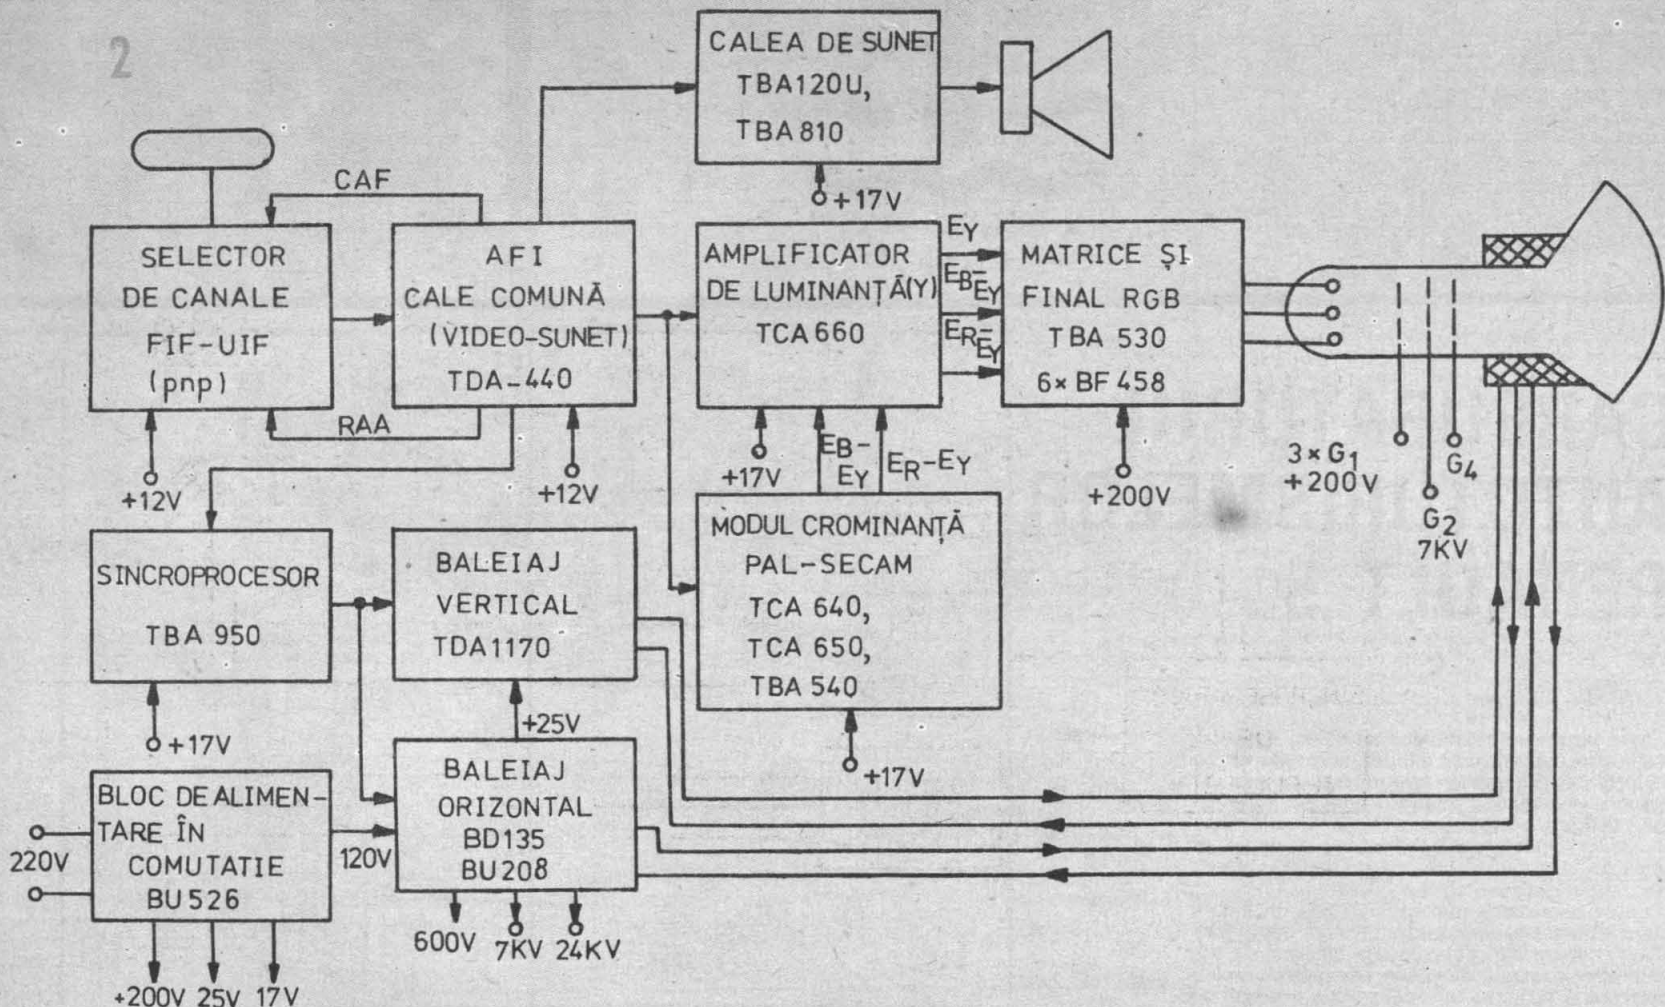 2
CALEA DE SUNET
TBA120U,
TBA 810
+17V
CAF
SELECTOR
DE CANALE
FIF-UIF
(pnp)
+12V
RAA
AFI
CALE COMUNĂ
(VIDEO-SUNET)
TDA-440
+12V
AMPLIFICATOR
DE LUMINANŢĂ(Y)
TCA 660
+17V
EY
EB-EY
ER-EY
MATRICE ŞI
FINAL RGB
TBA 530
6× BF 458
+200V
3×G1
+200V
G2
7KV
G4
EB-
EY
ER-EY
MODUL CROMINANŢĂ
PAL-SECAM
TCA 640,
TCA 650,
TBA 540
+17V
SINCROPROCESOR
TBA 950
+17V
BALEIAJ
VERTICAL
TDA1170
+25V
BALEIAJ
ORIZONTAL
BD135
BU208
600V
7KV
24KV
BLOC DE ALIMEN-
TARE ÎN
COMUTATIE
BU526
220V
120V
+200V
25V
17V